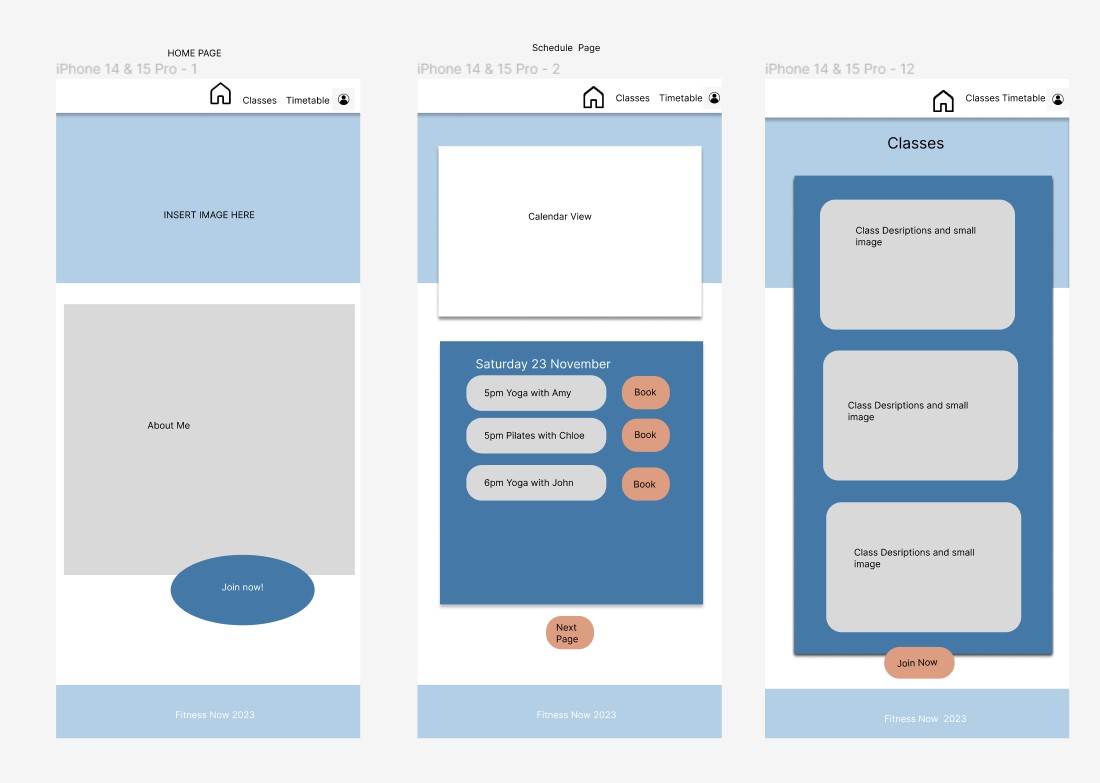 HOME PAGE
iPhone 14 & 15 Pro - 1
Classes Timetable
INSERT IMAGE HERE
About Me
Join now!
Fitness Now 2023
Schedule Page
iPhone 14 & 15 Pro - 2
Classes Timetable
Calendar View
Saturday 23 November
5pm Yoga with Amy Book
5pm Pilates with Chloe Book
6pm Yoga with John Book
Next
Page
Fitness Now 2023
iPhone 14 & 15 Pro - 12
Classes Timetable
Classes
Class Desriptions and small
image
Class Desriptions and small
image
Class Desriptions and small
image
Join Now
Fitness Now 2023